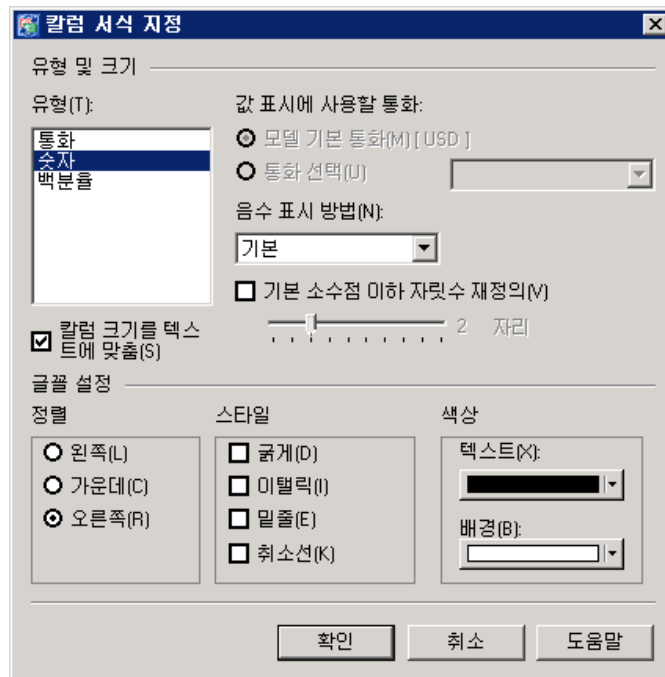 칼럼 서식 지정
유형 및 크기
유형(T):
통화
숫자
백분율
칼럼 크기를 텍스
트에 맞춤(S)
값 표시에 사용할 통화:
모델 기본 통화(M) [ USD ]
통화 선택(U)
음수 표시 방법(N):
기본
기본 소수점 이하 자릿수 재정의(V)
2 자리
글꼴 설정
정렬
왼쪽(L)
가운데(C)
오른쪽(R)
스타일
굵게(D)
이탤릭(I)
밑줄(E)
취소선(K)
색상
텍스트(X):
배경(B):
확인
취소
도움말